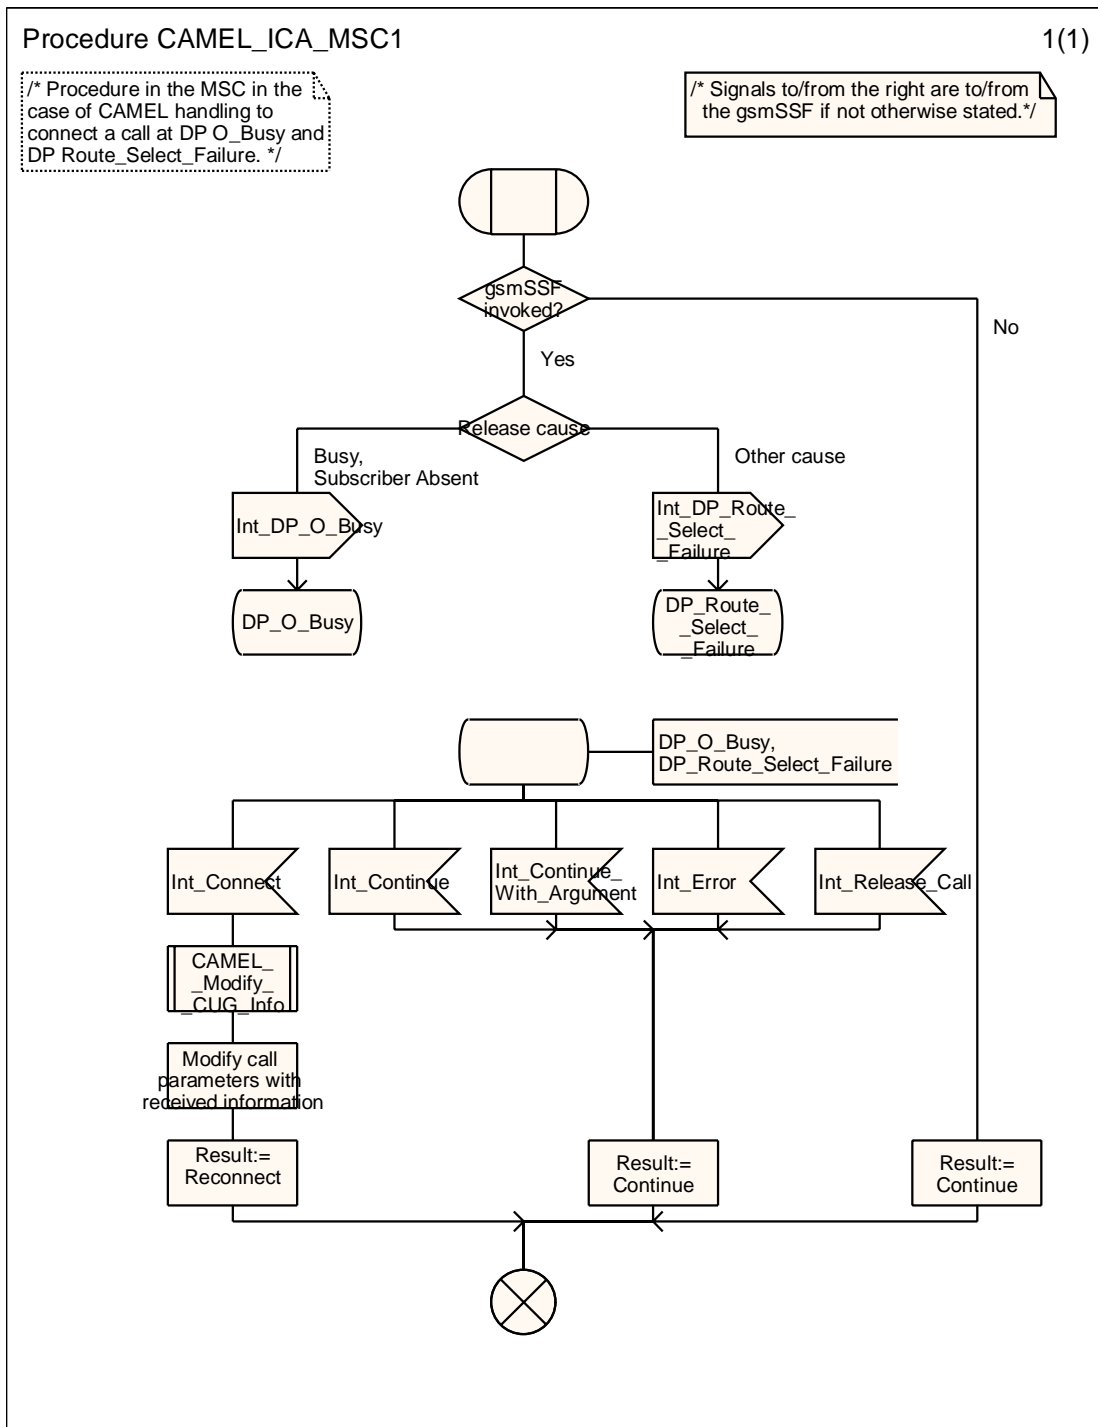 Procedure CAMEL_ICA_MSC1
1(1)
/* Procedure in the MSC in the
case of CAMEL handling to
connect a call at DP O_Busy and
DP Route_Select_Failure. */
/* Signals to/from the right are to/from
the gsmSSF if not otherwise stated.*/
gsmSSF
invoked?
No
Yes
Release cause
Busy,
Subscriber Absent
Other cause
Int_DP_O_Busy
Int_DP_Route_
_Select_
_Failure
DP_O_Busy
DP_Route_
_Select_
_Failure
DP_O_Busy,
DP_Route_Select_Failure
Int_Connect
Int_Continue
Int_Continue_
With_Argument
Int_Error
Int_Release_Call
CAMEL_
_Modify_
_CUG_Info
Modify call
parameters with
received information
Result:=
Reconnect
Result:=
Continue
Result:=
Continue